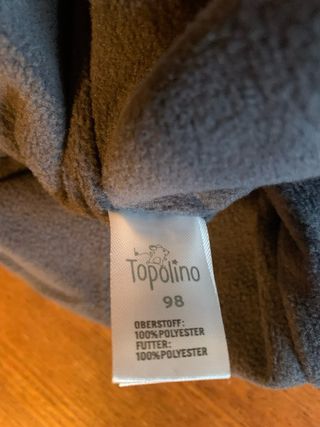 Topolino
98
OBERSTOFF:
100%POLYESTER
FUTTER:
100%POLYESTER